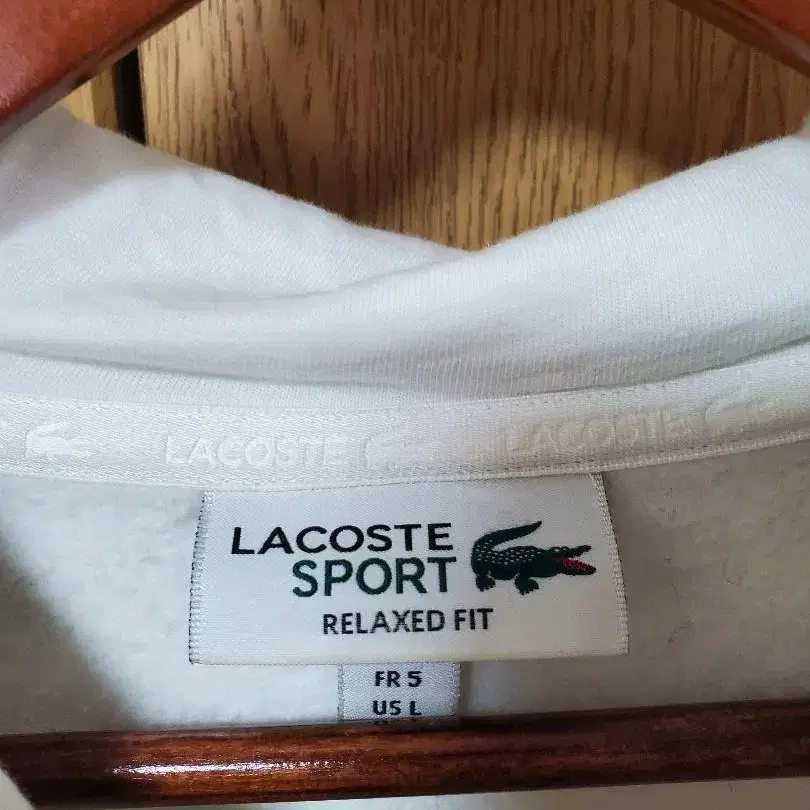 LACOSTE LACOSTE
LACOSTE
SPORT
RELAXED FIT
FR 5
US L